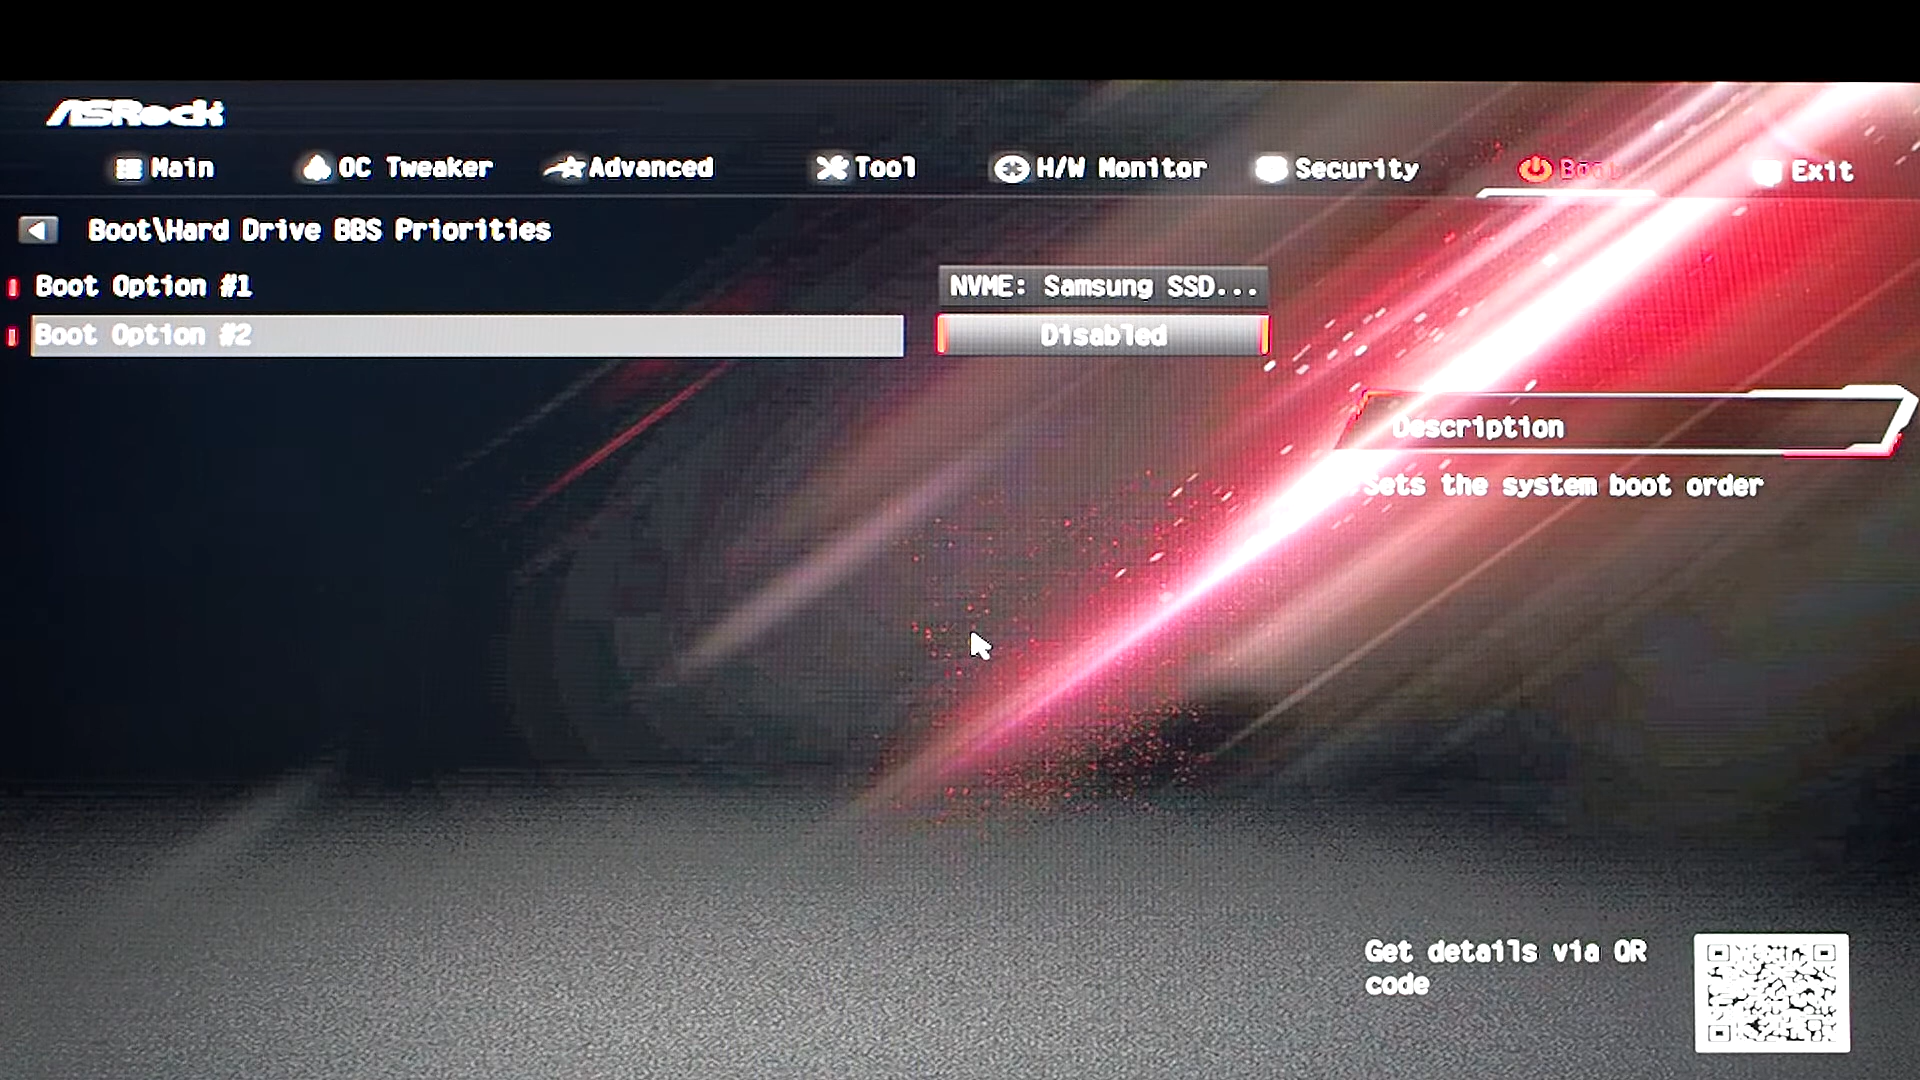 ASRock
Main OC Tweaker Advanced Tool H/W Monitor Security Boot Exit
Boot\Hard Drive BBS Priorities
Boot Option #1 NVME: Samsung SSD...
Boot Option #2 Disabled
Description
Sets the system boot order
Get details via QR
code